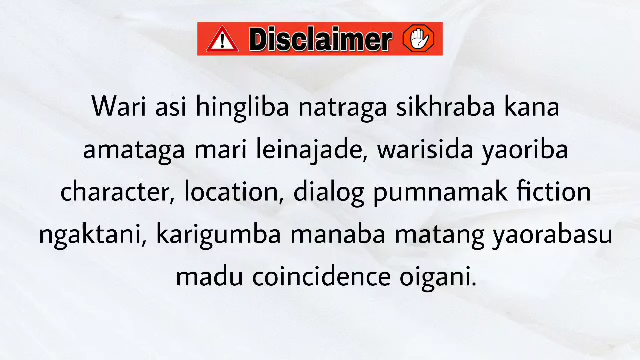 Disclaimer
Wari asi hingliba natraga sikhraba kana
amataga mari leinajade, warisida yaoriba
character, location, dialog pumnamak fiction
ngaktani, karigumba manaba matang yaorabasu
madu coincidence oigani.